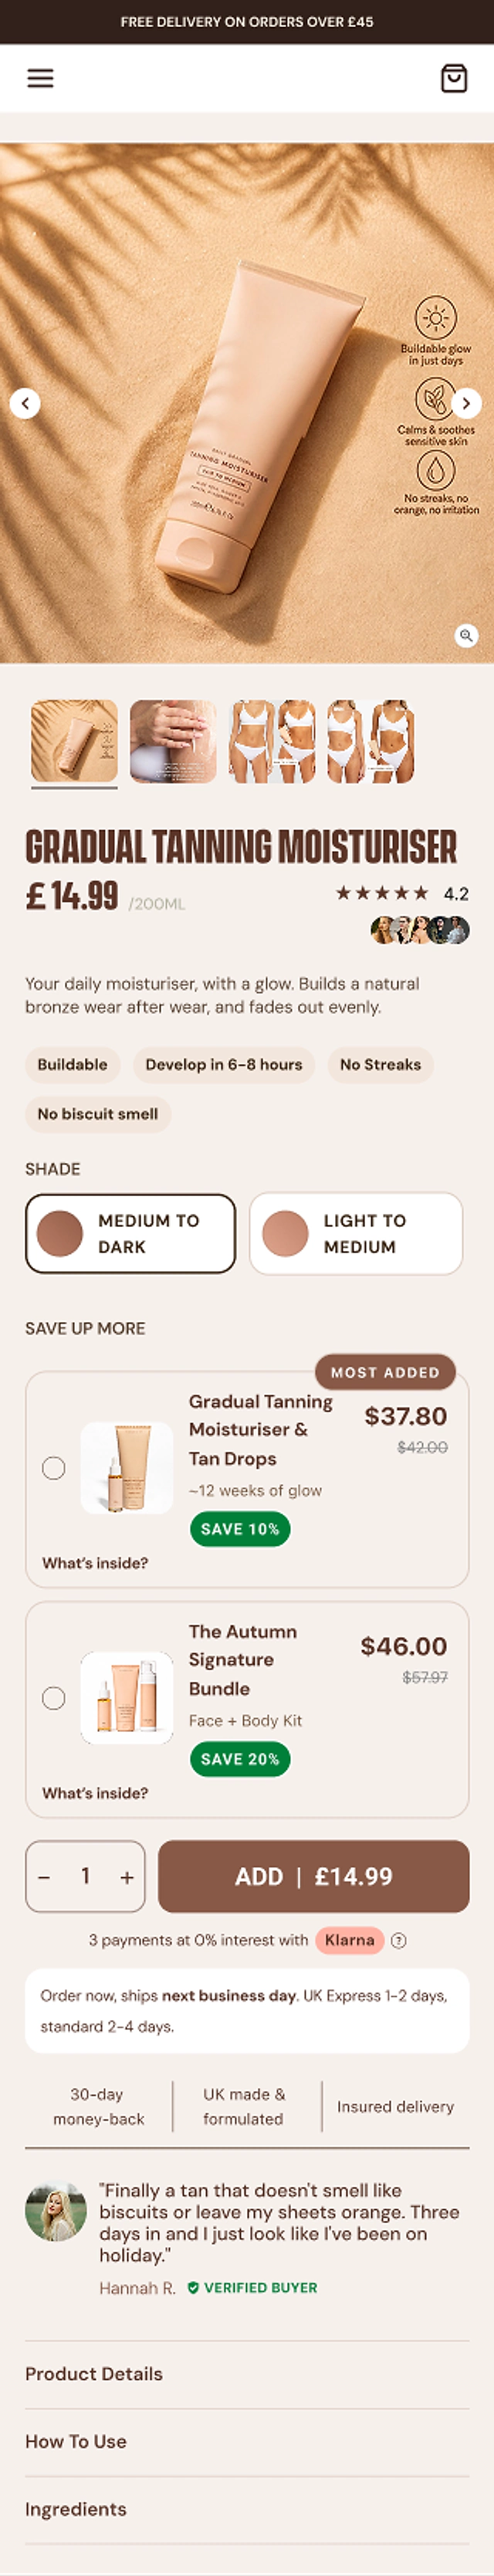 FREE DELIVERY ON ORDERS OVER £45
Buildable glow
in just days
Calms & soothes
sensitive skin
No streaks, no
orange, no irritation
DAILY GRADUAL
TANNING MOISTURISER
FAIR TO MEDIUM
GRADUAL TANNING MOISTURISER
£14.99 /200ML
4.2
Your daily moisturiser, with a glow. Builds a natural
bronze wear after wear, and fades out evenly.
Buildable
Develop in 6-8 hours
No Streaks
No biscuit smell
SHADE
MEDIUM TO
DARK
LIGHT TO
MEDIUM
SAVE UP MORE
MOST ADDED
Gradual Tanning
Moisturiser &
Tan Drops
$37.80
$42.00
~12 weeks of glow
SAVE 10%
What's inside?
The Autumn
Signature
Bundle
$46.00
$57.97
Face + Body Kit
SAVE 20%
What's inside?
− 1 +
ADD | £14.99
3 payments at 0% interest with Klarna ?
Order now, ships next business day. UK Express 1-2 days,
standard 2-4 days.
30-day
money-back
UK made &
formulated
Insured delivery
"Finally a tan that doesn't smell like
biscuits or leave my sheets orange. Three
days in and I just look like I've been on
holiday."
Hannah R. VERIFIED BUYER
Product Details
How To Use
Ingredients